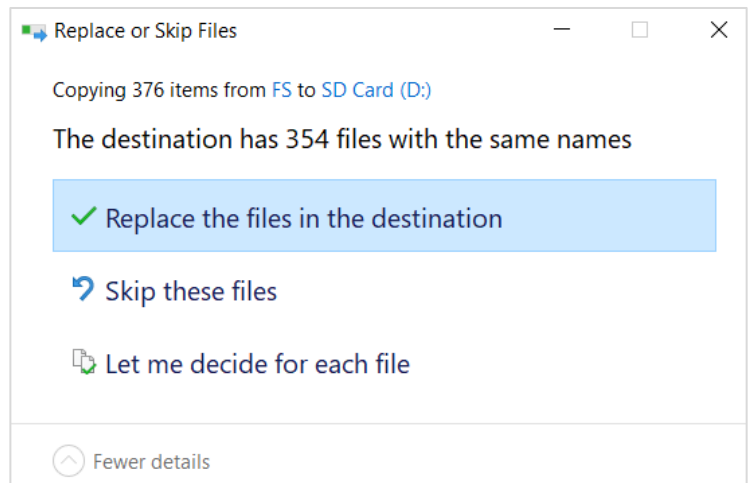 Replace or Skip Files
Copying 376 items from FS to SD Card (D:)
The destination has 354 files with the same names
Replace the files in the destination
Skip these files
Let me decide for each file
Fewer details